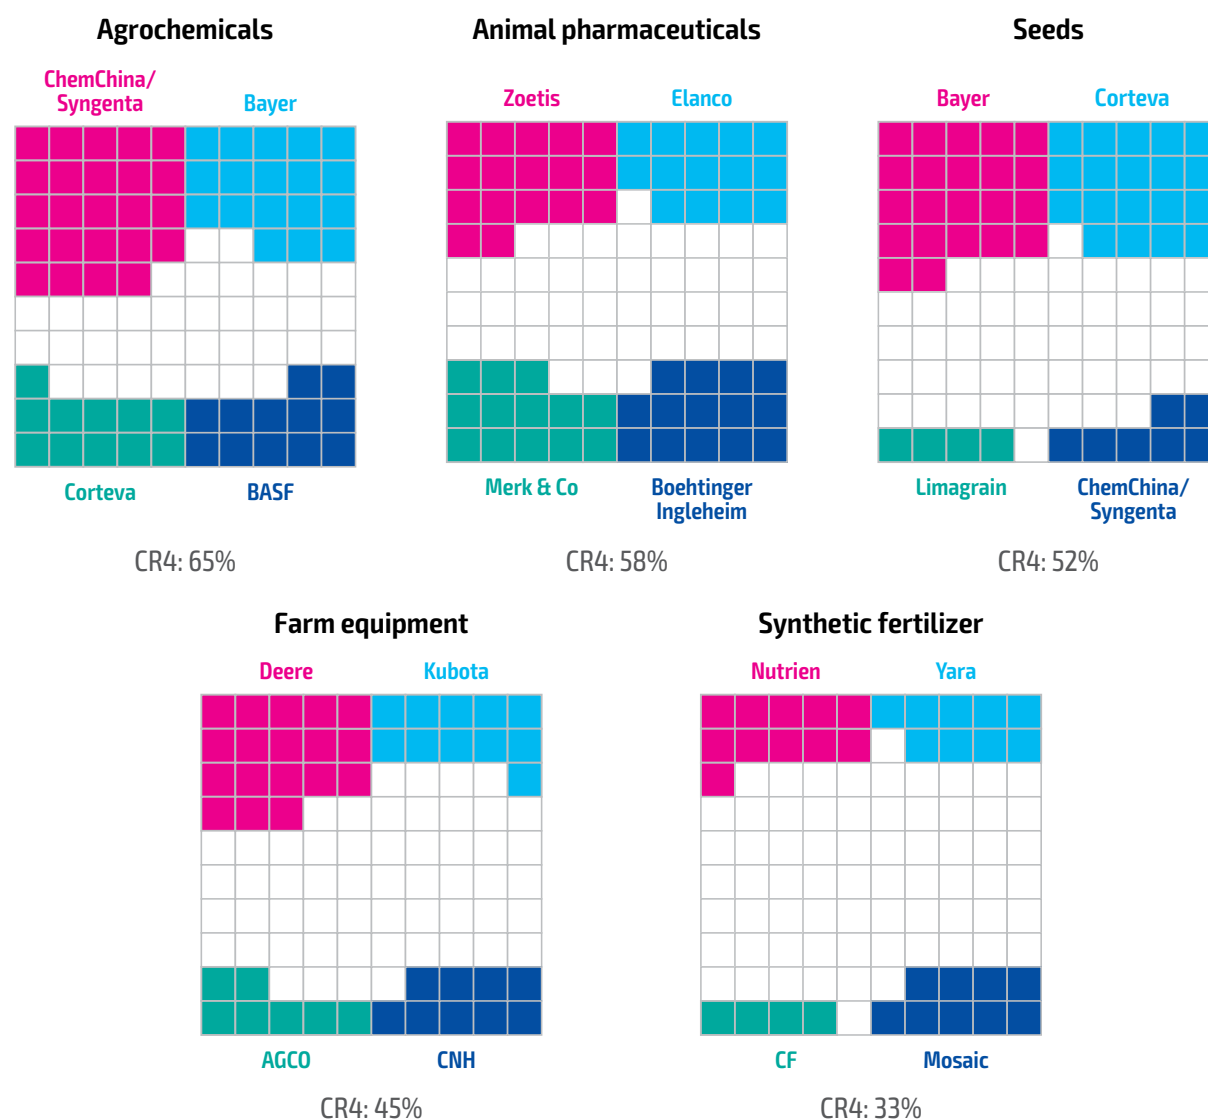 Agrochemicals
ChemChina/
Syngenta
Bayer
Corteva
BASF
CR4: 65%
Animal pharmaceuticals
Zoetis
Elanco
Merk & Co
Boehtinger
Ingleheim
CR4: 58%
Seeds
Bayer
Corteva
Limagrain
ChemChina/
Syngenta
CR4: 52%
Farm equipment
Deere
Kubota
AGCO
CNH
CR4: 45%
Synthetic fertilizer
Nutrien
Yara
CF
Mosaic
CR4: 33%